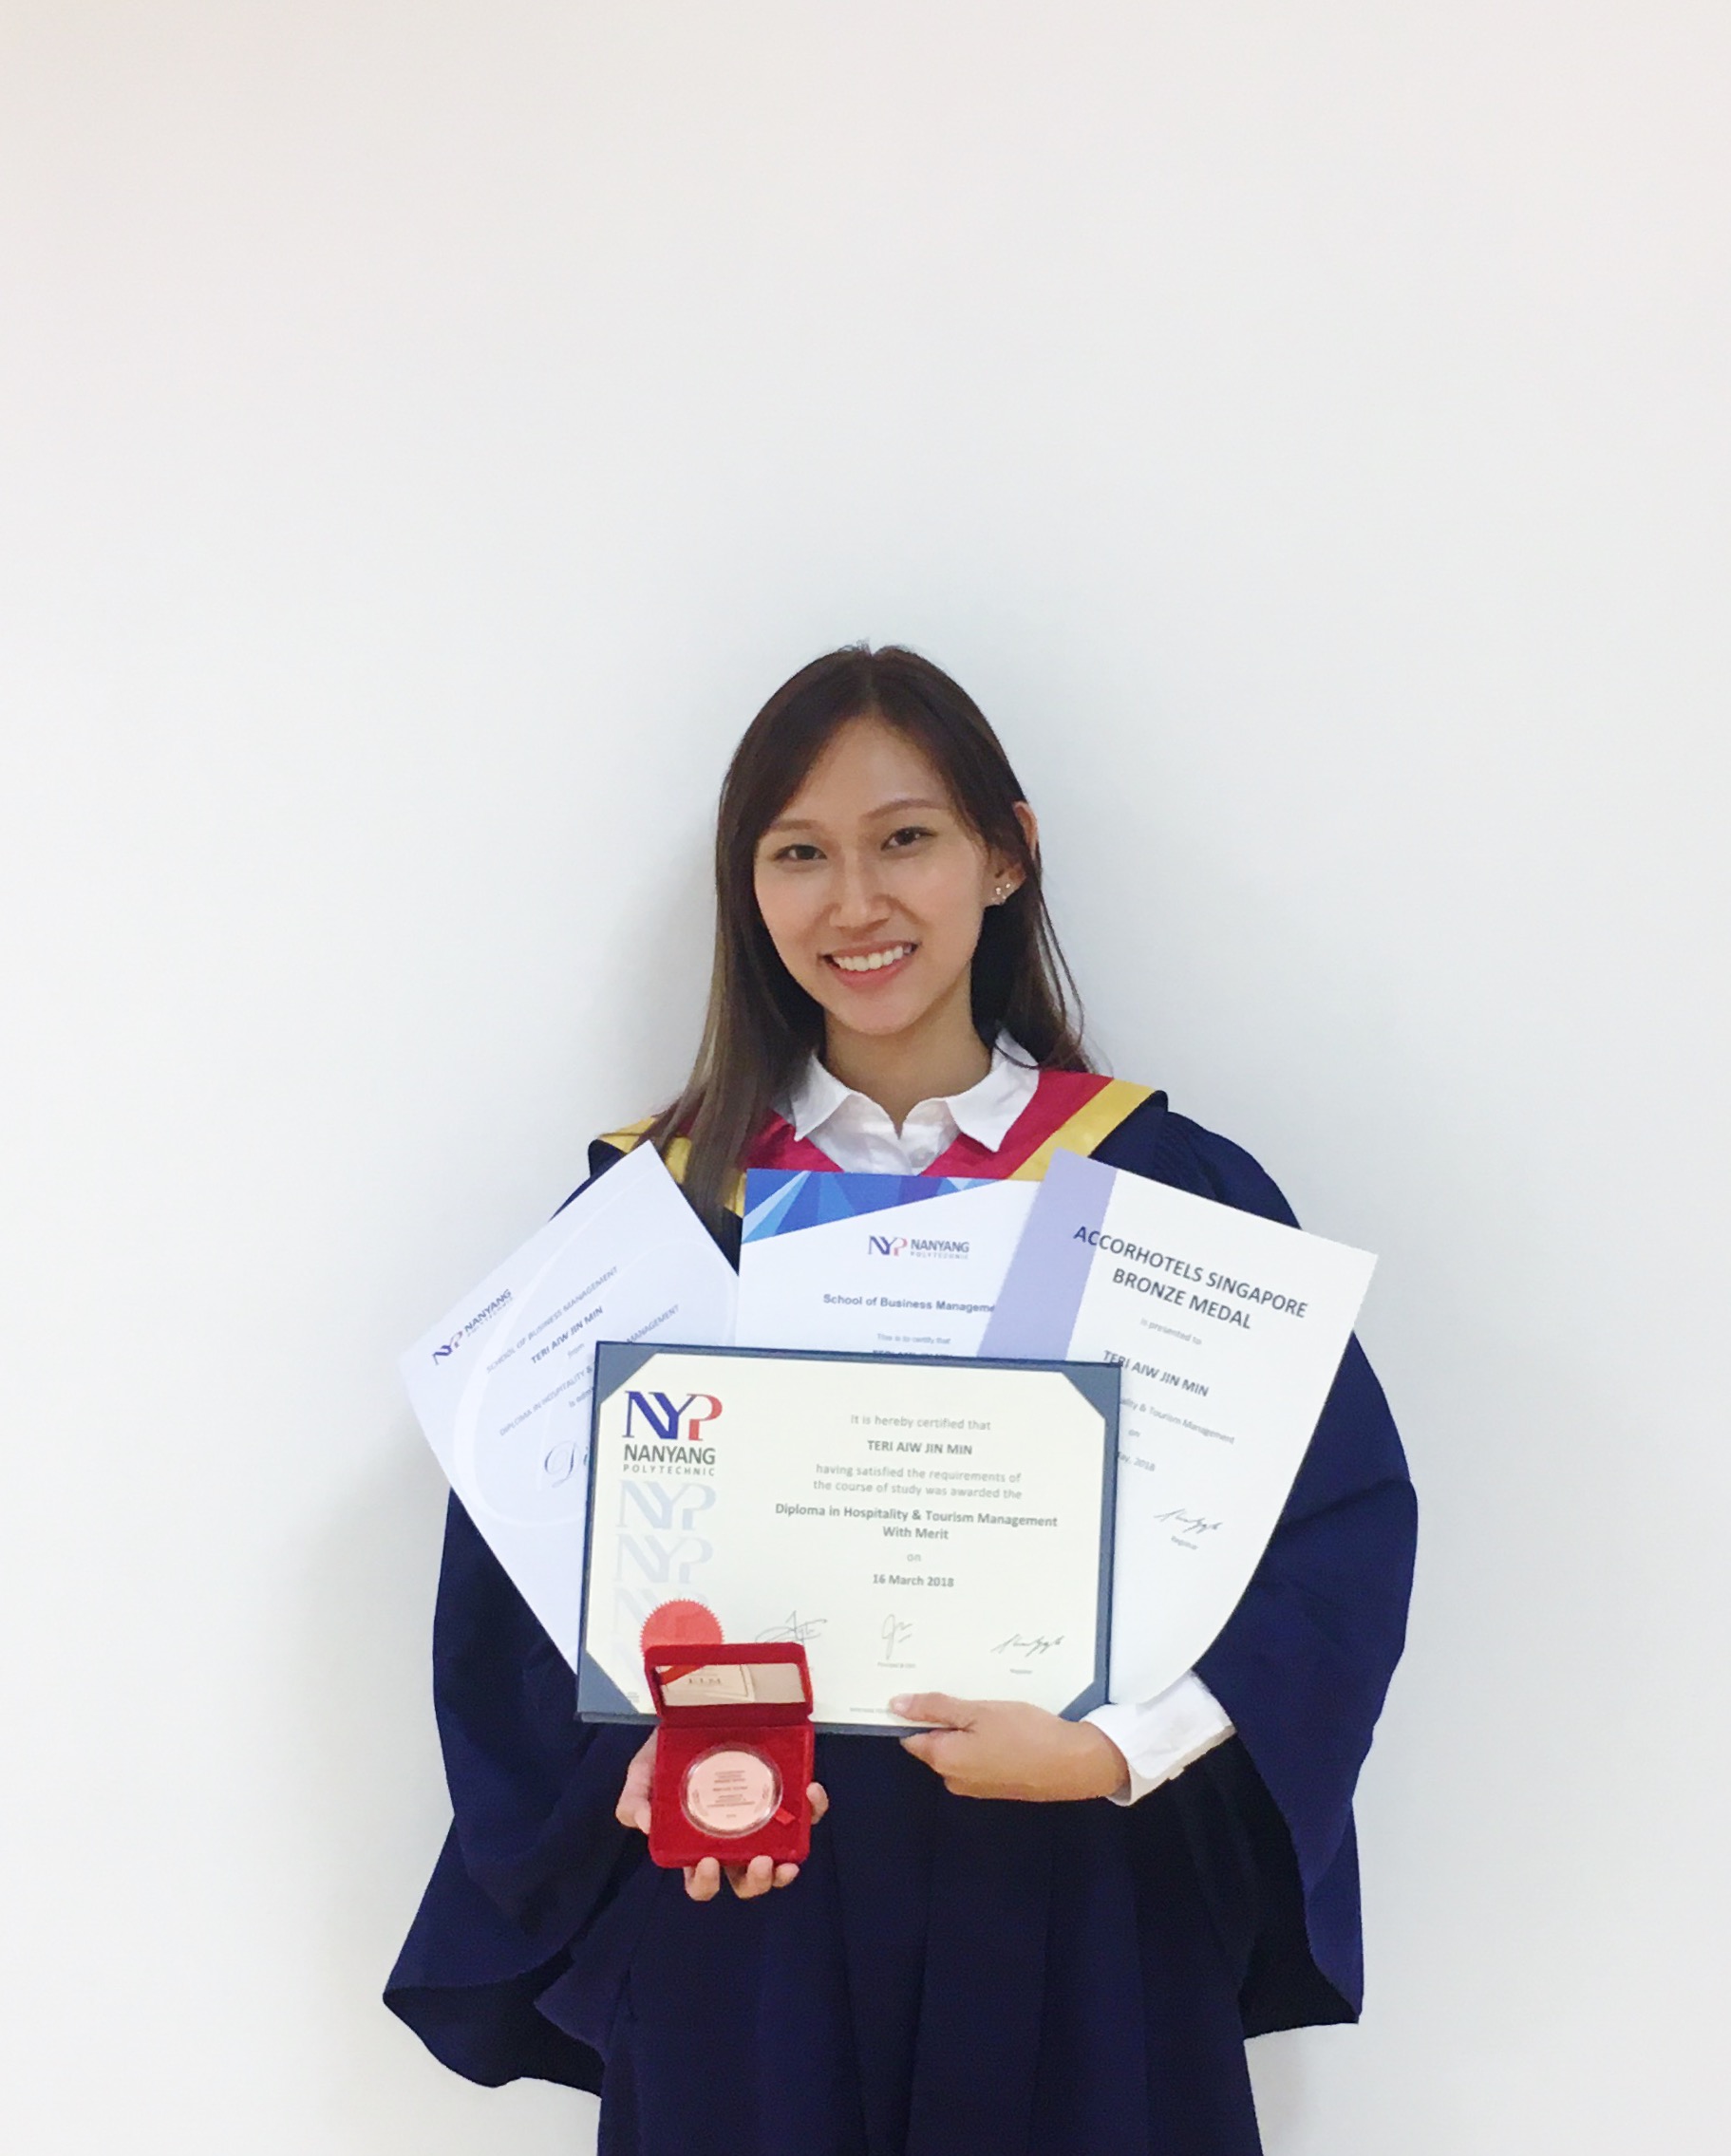 NYP NANYANG
POLYTECHNIC
SCHOOL OF BUSINESS MANAGEMENT
TERI AIW JIN MIN
from
DIPLOMA IN HOSPITALITY &
MANAGEMENT
NYP NANYANG
POLYTECHNIC
School of Business
This is to certify that
ACCORHOTELS SINGAPORE
BRONZE MEDAL
is presented to
TERI AIW JIN MIN
& Tourism Management
on
2018
Registrar
NYP
NANYANG
POLYTECHNIC
NYP
NYP
It is hereby certified that
TERI AIW JIN MIN
having satisfied the requirements of
the course of study was awarded the
Diploma in Hospitality & Tourism Management
With Merit
on
16 March 2018
Registrar